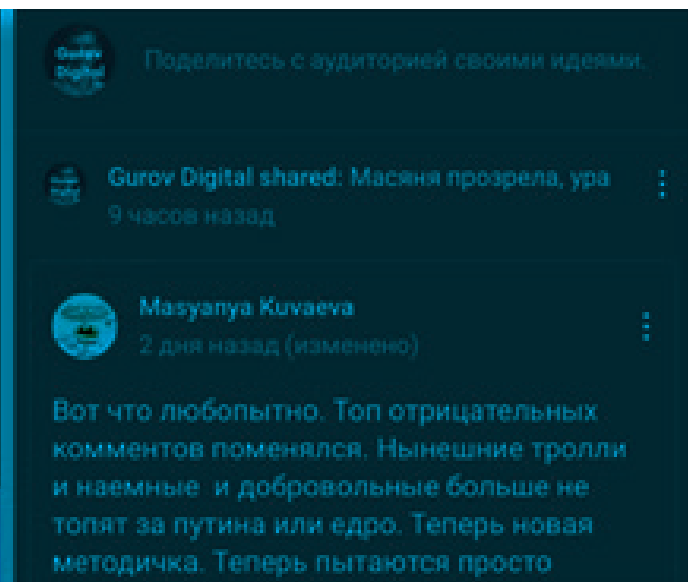 Gurov
Digital
Поделитесь с аудиторией своими идеями.
Gurov Digital shared: Масяня прозрела, ура
9 часов назад
Masyanya Kuvaeva
2 дня назад (изменено)
Вот что любопытно. Топ отрицательных
комментов поменялся. Нынешние тролли
и наемные и добровольные больше не
топят за путина или едро. Теперь новая
методичка. Теперь пытаются просто